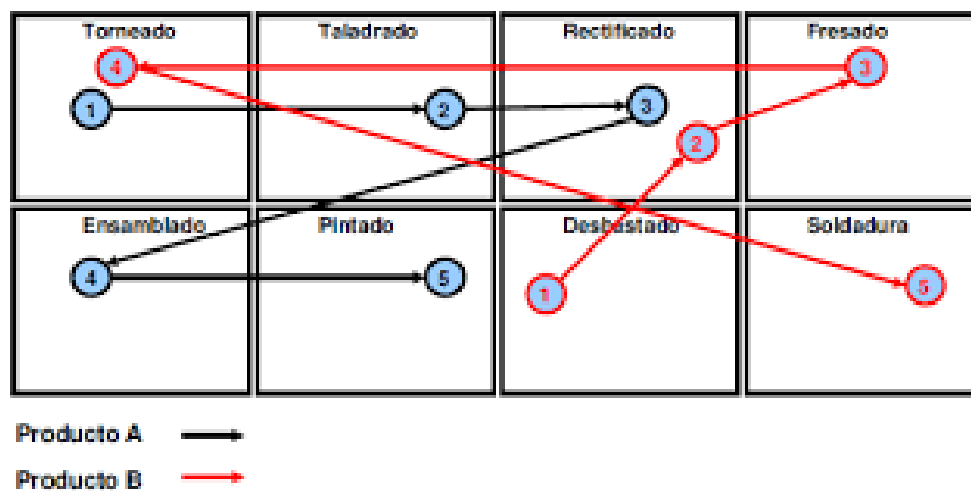 Torneado Taladrado Rectificado Fresado
4 3
1 2 3
2
Ensamblado Pintado Desbastado Soldadura
4 5 1 5
Producto A
Producto B